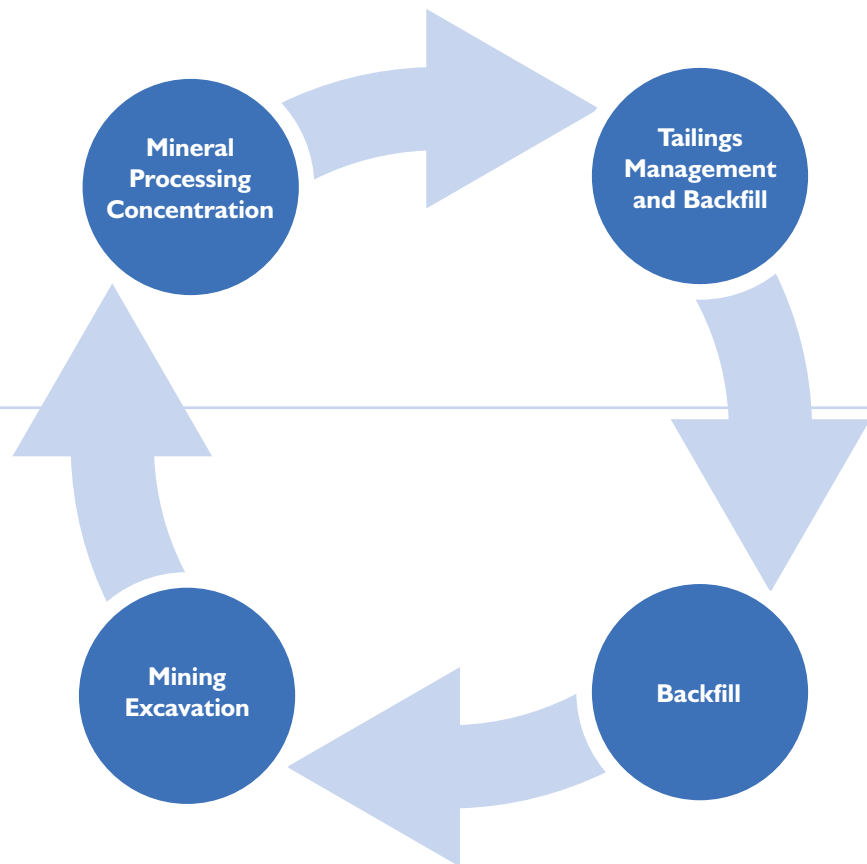 Mineral
Processing
Concentration
Tailings
Management
and Backfill
Mining
Excavation
Backfill